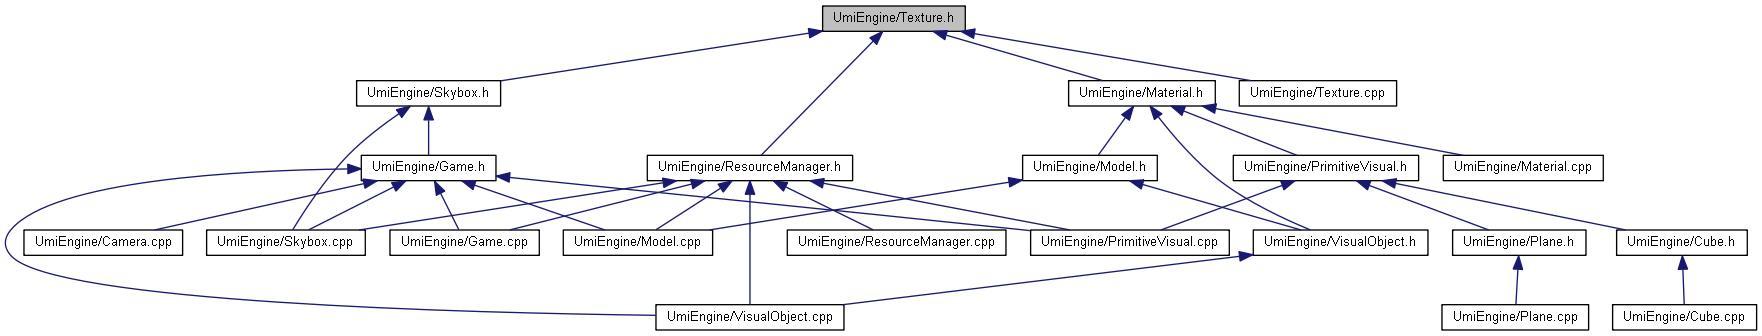 UmiEngine/Texture.h
UmiEngine/Skybox.h
UmiEngine/Material.h
UmiEngine/Texture.cpp
UmiEngine/Game.h
UmiEngine/ResourceManager.h
UmiEngine/Model.h
UmiEngine/PrimitiveVisual.h
UmiEngine/Material.cpp
UmiEngine/Camera.cpp
UmiEngine/Skybox.cpp
UmiEngine/Game.cpp
UmiEngine/Model.cpp
UmiEngine/ResourceManager.cpp
UmiEngine/PrimitiveVisual.cpp
UmiEngine/VisualObject.h
UmiEngine/Plane.h
UmiEngine/Cube.h
UmiEngine/VisualObject.cpp
UmiEngine/Plane.cpp
UmiEngine/Cube.cpp